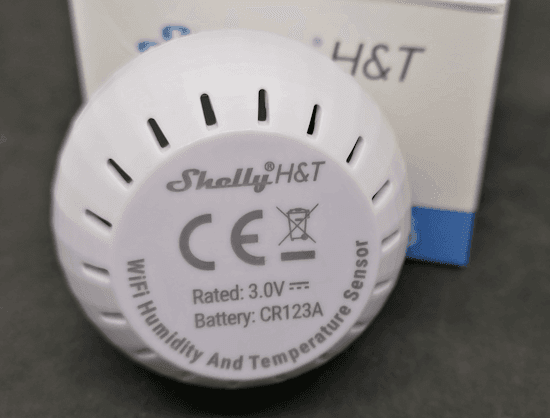 H&T
Shelly® H&T
CE
Rated: 3.0V
Battery: CR123A
WiFi Humidity And Temperature Sensor